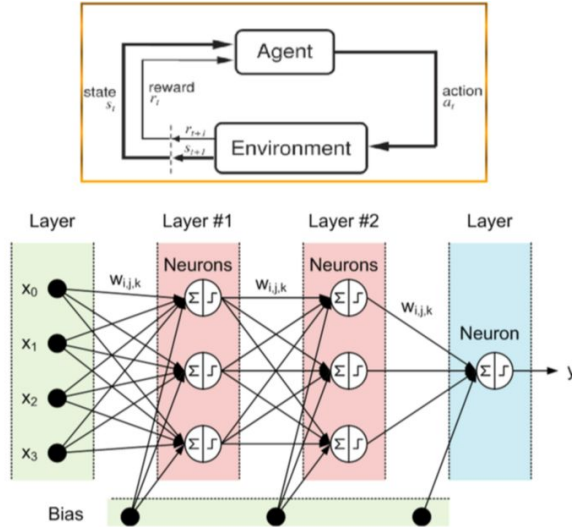 Agent
state
s_t
reward
r_t
action
a_t
r_{t+1}
s_{t+1}
Environment
Layer
Layer #1
Layer #2
Layer
Neurons
Neurons
Neuron
w_{i,j,k}
w_{i,j,k}
w_{i,j,k}
x_0
x_1
x_2
x_3
Σ
Σ
Σ
Σ
Σ
Σ
Σ
y
Bias